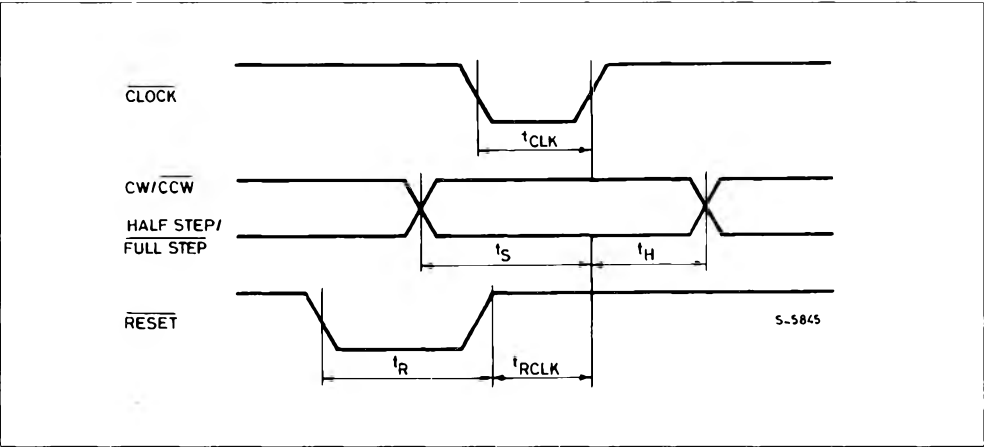 CLOCK
tCLK
CW/CCW
HALF STEP/
FULL STEP
tS
tH
RESET
S-5845
tR
tRCLK